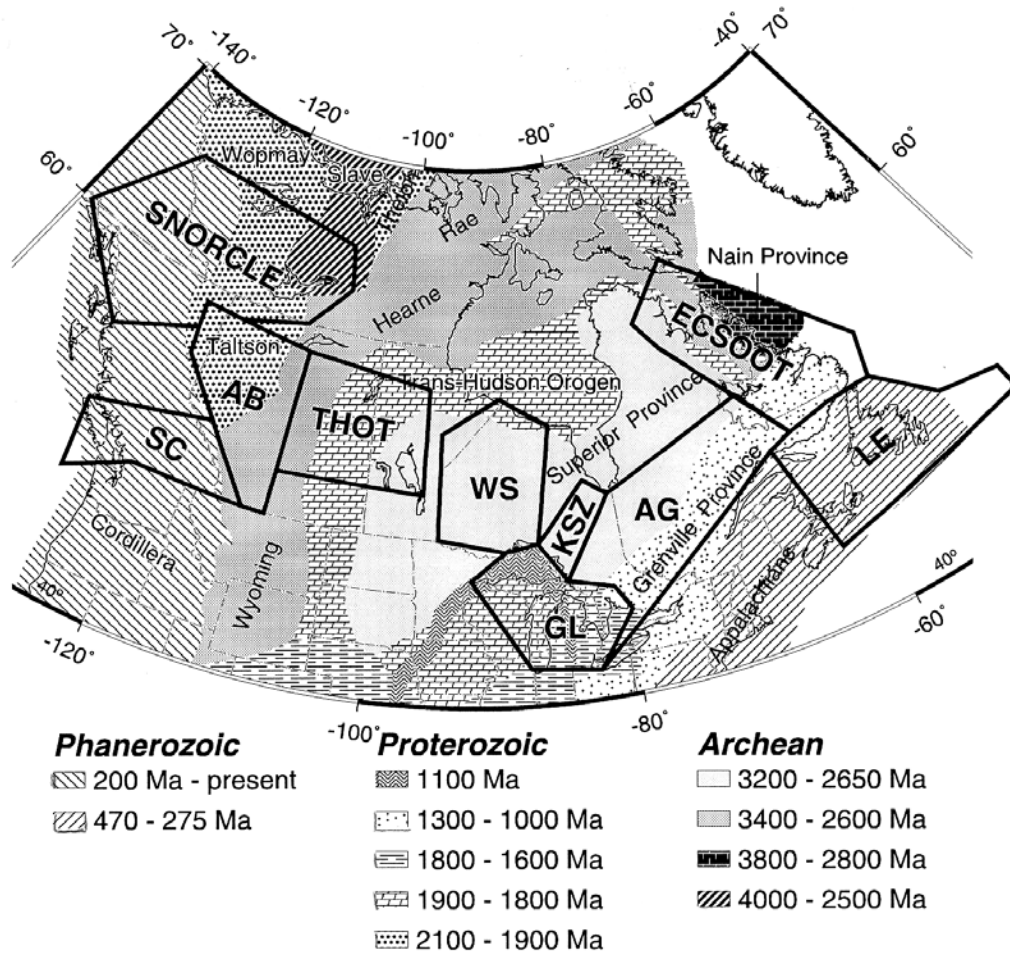 -40°
70°
70°
-140°
-120°
-60°
-100°
-80°
60°
60°
Wopmay
Slave
Thelon
Rae
SNORCLE
Nain Province
Hearne
ECSOOT
Taltson
Trans-Hudson Orogen
AB
THOT
Superior Province
LE
SC
WS
AG
KSZ
Grenville Province
Cordillera
Wyoming
GL
Appalachians
40°
40°
-120°
-60°
-100°
-80°
Phanerozoic
200 Ma - present
470 - 275 Ma
Proterozoic
1100 Ma
1300 - 1000 Ma
1800 - 1600 Ma
1900 - 1800 Ma
2100 - 1900 Ma
Archean
3200 - 2650 Ma
3400 - 2600 Ma
3800 - 2800 Ma
4000 - 2500 Ma